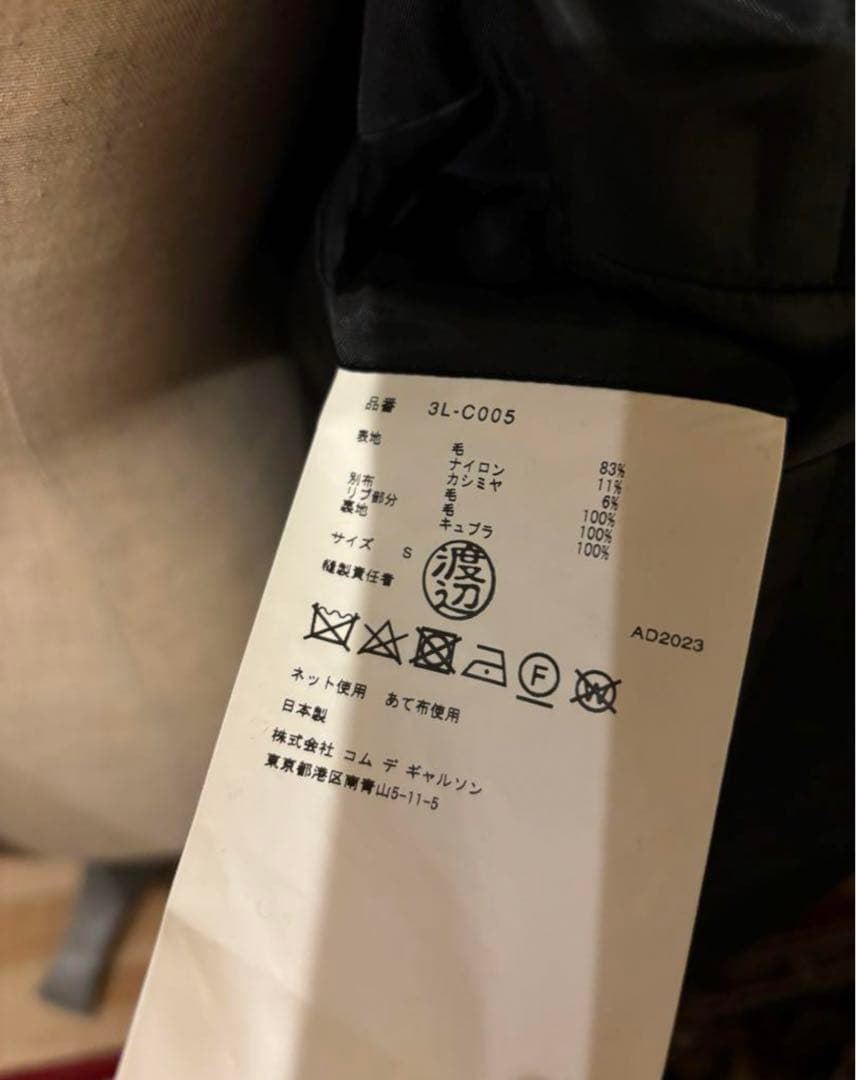 品番 3L-C005
表地 毛 83%
ナイロン 11%
カシミヤ 6%
別布 毛 100%
リブ部分 毛 100%
裏地 キュプラ 100%
サイズ S
縫製責任者 渡辺
AD2023
F W
ネット使用 あて布使用
日本製
株式会社 コム デ ギャルソン
東京都港区南青山5-11-5